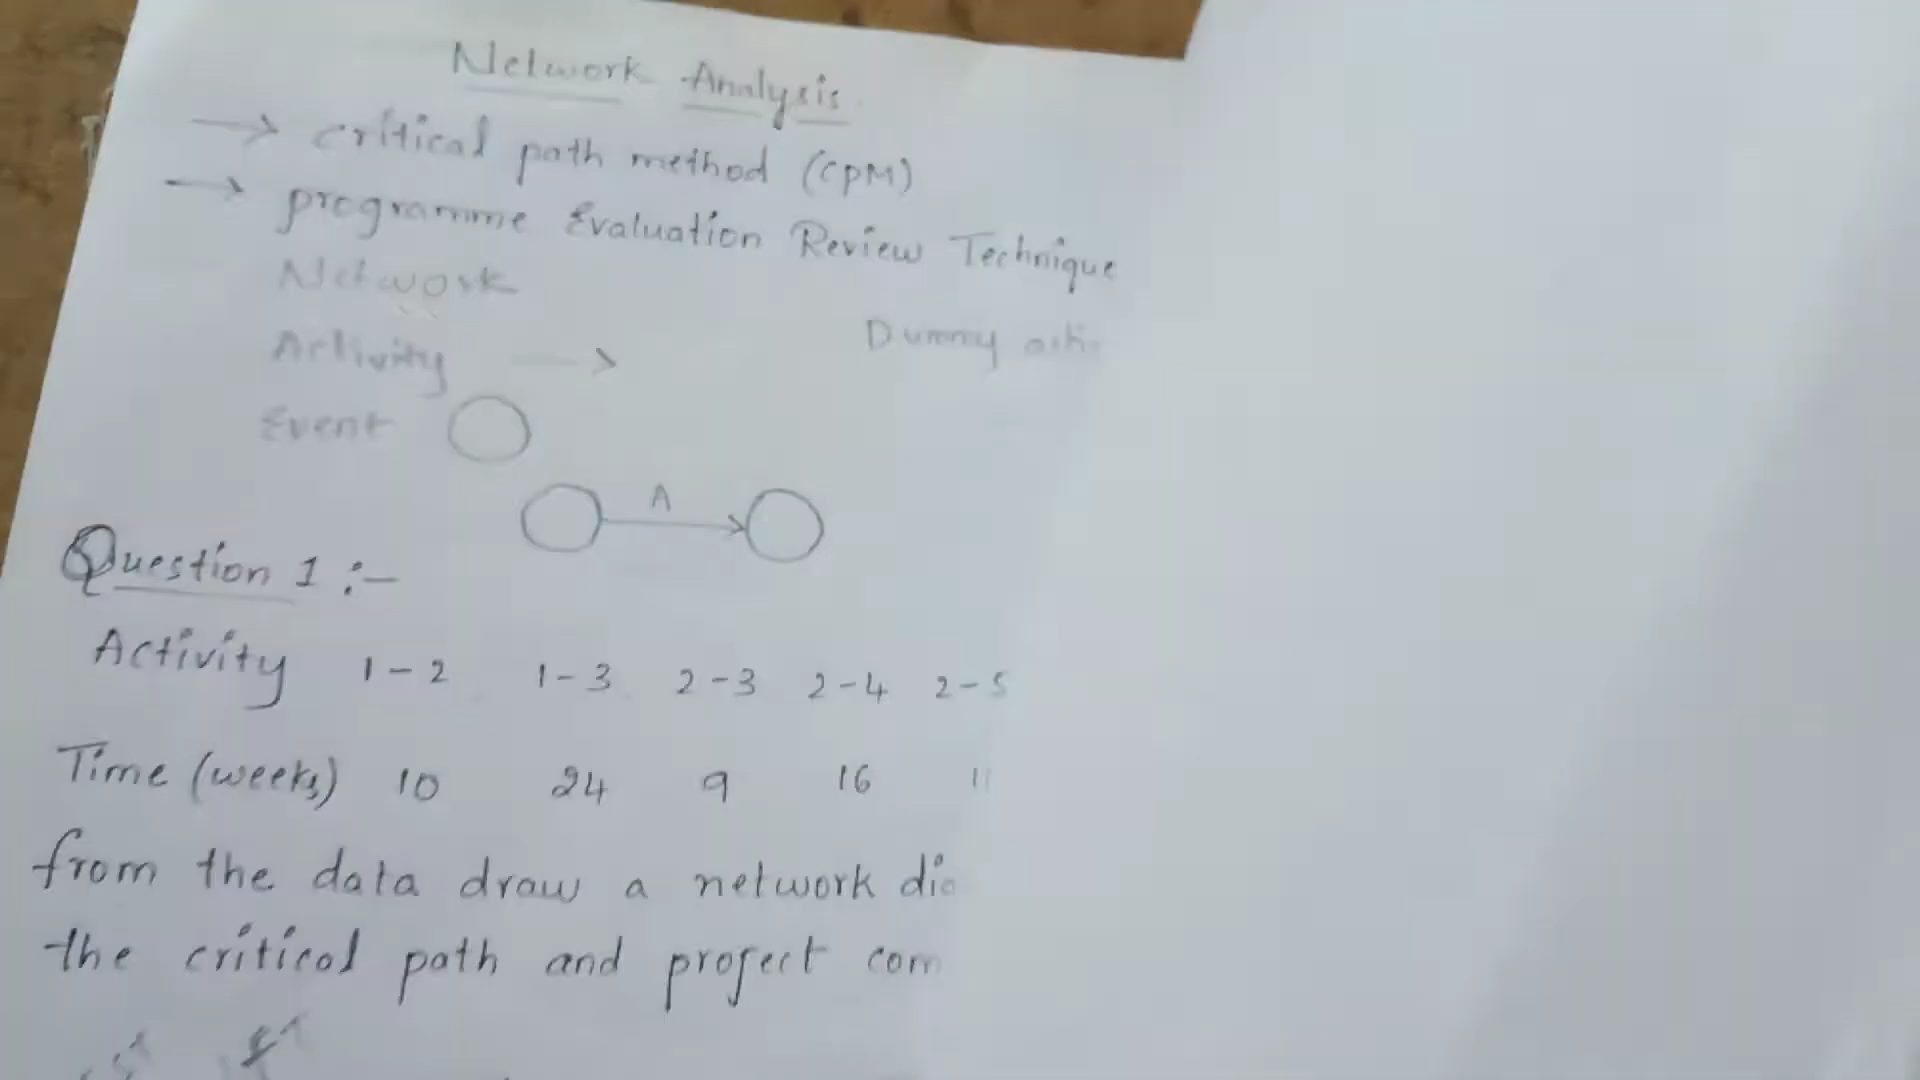 Network Analysis
→ critical path method (CPM)
→ programme Evaluation Review Technique
Network
Activity → Dummy
Event
A
Question 1 :-
Activity 1-2 1-3 2-3 2-4 2-5
Time (weeks) 10 24 9 16 11
from the data draw a network
the critical path and project com